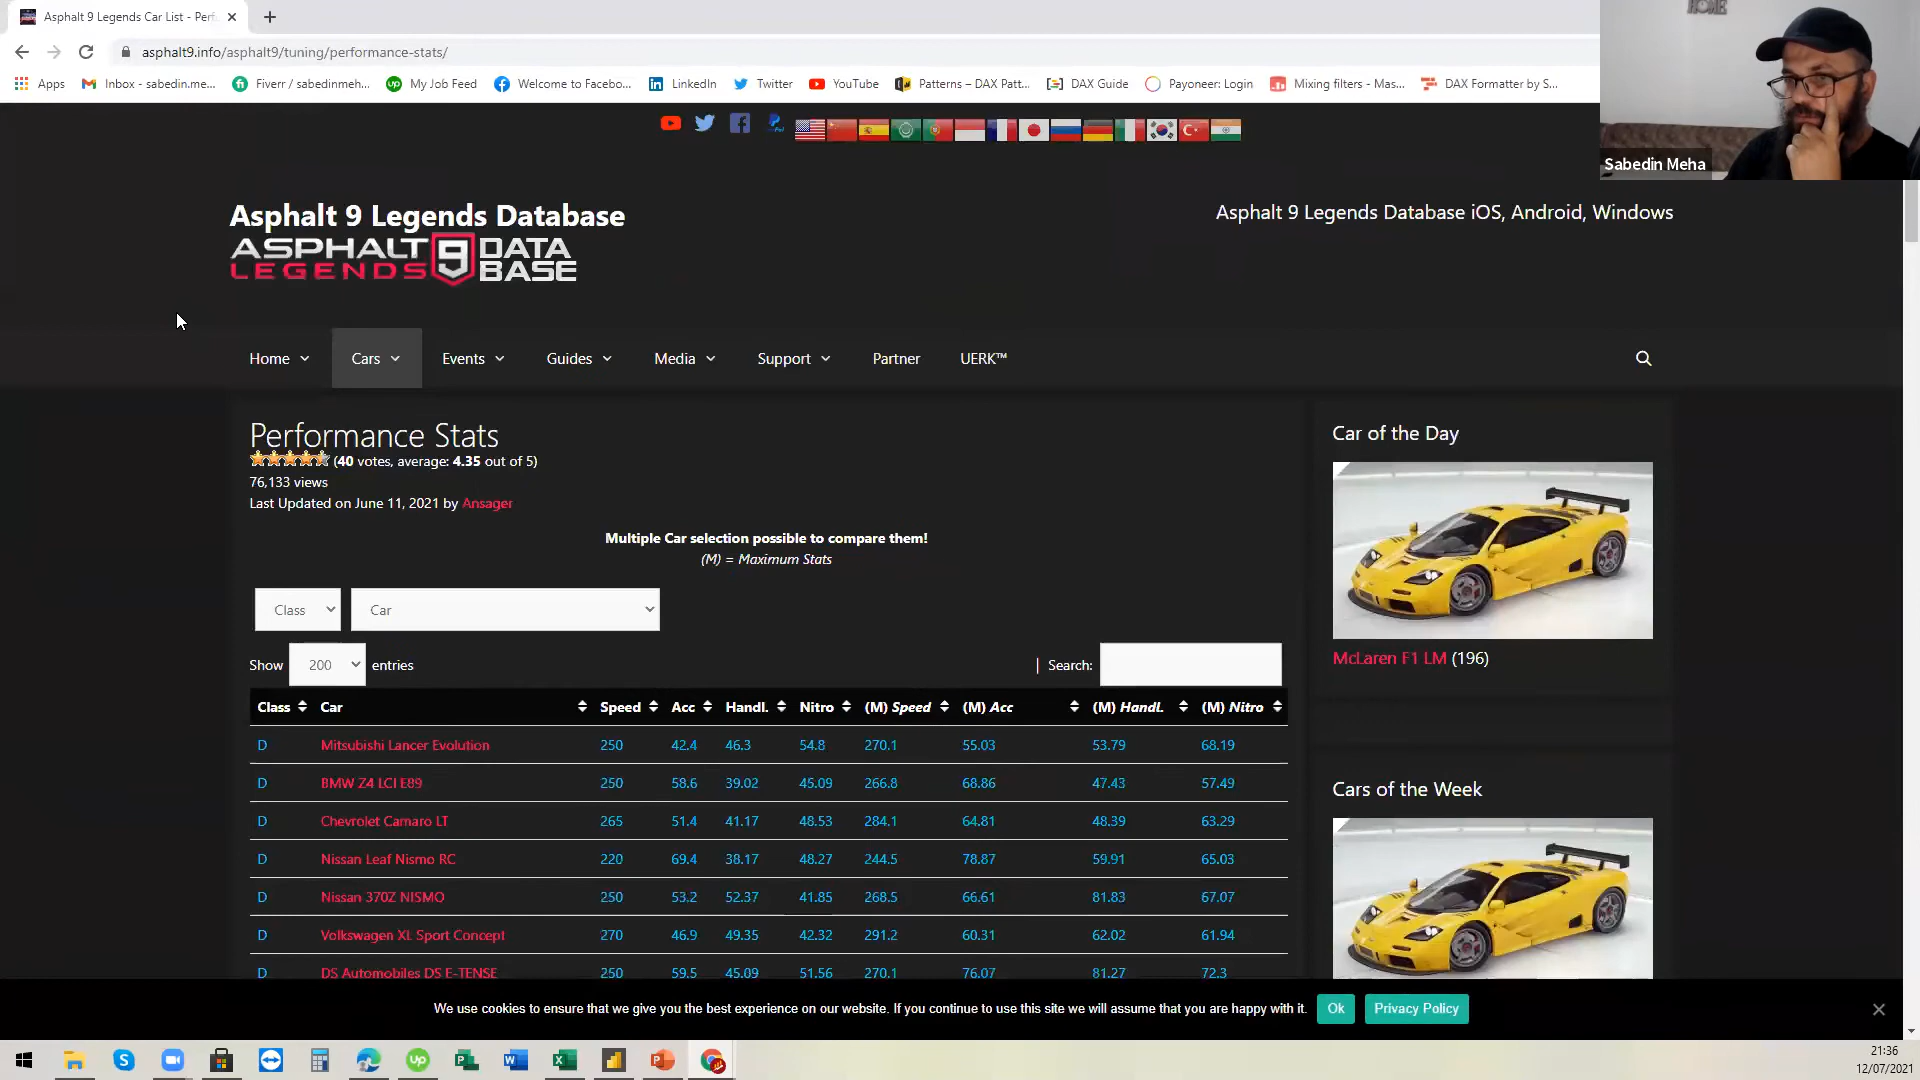 Asphalt 9 Legends Car List - Perf
asphalt9.info/asphalt9/tuning/performance-stats/
Apps
Inbox - sabedin.me...
Fiverr / sabedinmeh...
My Job Feed
Welcome to Facebo...
LinkedIn
Twitter
YouTube
Patterns – DAX Patt...
DAX Guide
Payoneer: Login
Mixing filters - Mas...
DAX Formatter by S...
HOME
Sabedin Meha
Asphalt 9 Legends Database
ASPHALT 9 DATA
LEGENDS BASE
Asphalt 9 Legends Database iOS, Android, Windows
Home
Cars
Events
Guides
Media
Support
Partner
UERK™
Performance Stats
(40 votes, average: 4.35 out of 5)
76,133 views
Last Updated on June 11, 2021 by Ansager
Multiple Car selection possible to compare them!
(M) = Maximum Stats
Class
Car
Show 200 entries
| Search:
Class Car Speed Acc Handl. Nitro (M) Speed (M) Acc (M) Handl. (M) Nitro
D Mitsubishi Lancer Evolution 250 42.4 46.3 54.8 270.1 55.03 53.79 68.19
D BMW Z4 LCI E89 250 58.6 39.02 45.09 266.8 68.86 47.43 57.49
D Chevrolet Camaro LT 265 51.4 41.17 48.53 284.1 64.81 48.39 63.29
D Nissan Leaf Nismo RC 220 69.4 38.17 48.27 244.5 78.87 59.91 65.03
D Nissan 370Z NISMO 250 53.2 52.37 41.85 268.5 66.61 81.83 67.07
D Volkswagen XL Sport Concept 270 46.9 49.35 42.32 291.2 60.31 62.02 61.94
D DS Automobiles DS E-TENSE 250 59.5 45.09 51.56 270.1 76.07 81.27 72.3
Car of the Day
McLaren F1 LM (196)
Cars of the Week
We use cookies to ensure that we give you the best experience on our website. If you continue to use this site we will assume that you are happy with it.
Ok
Privacy Policy
21:36
12/07/2021